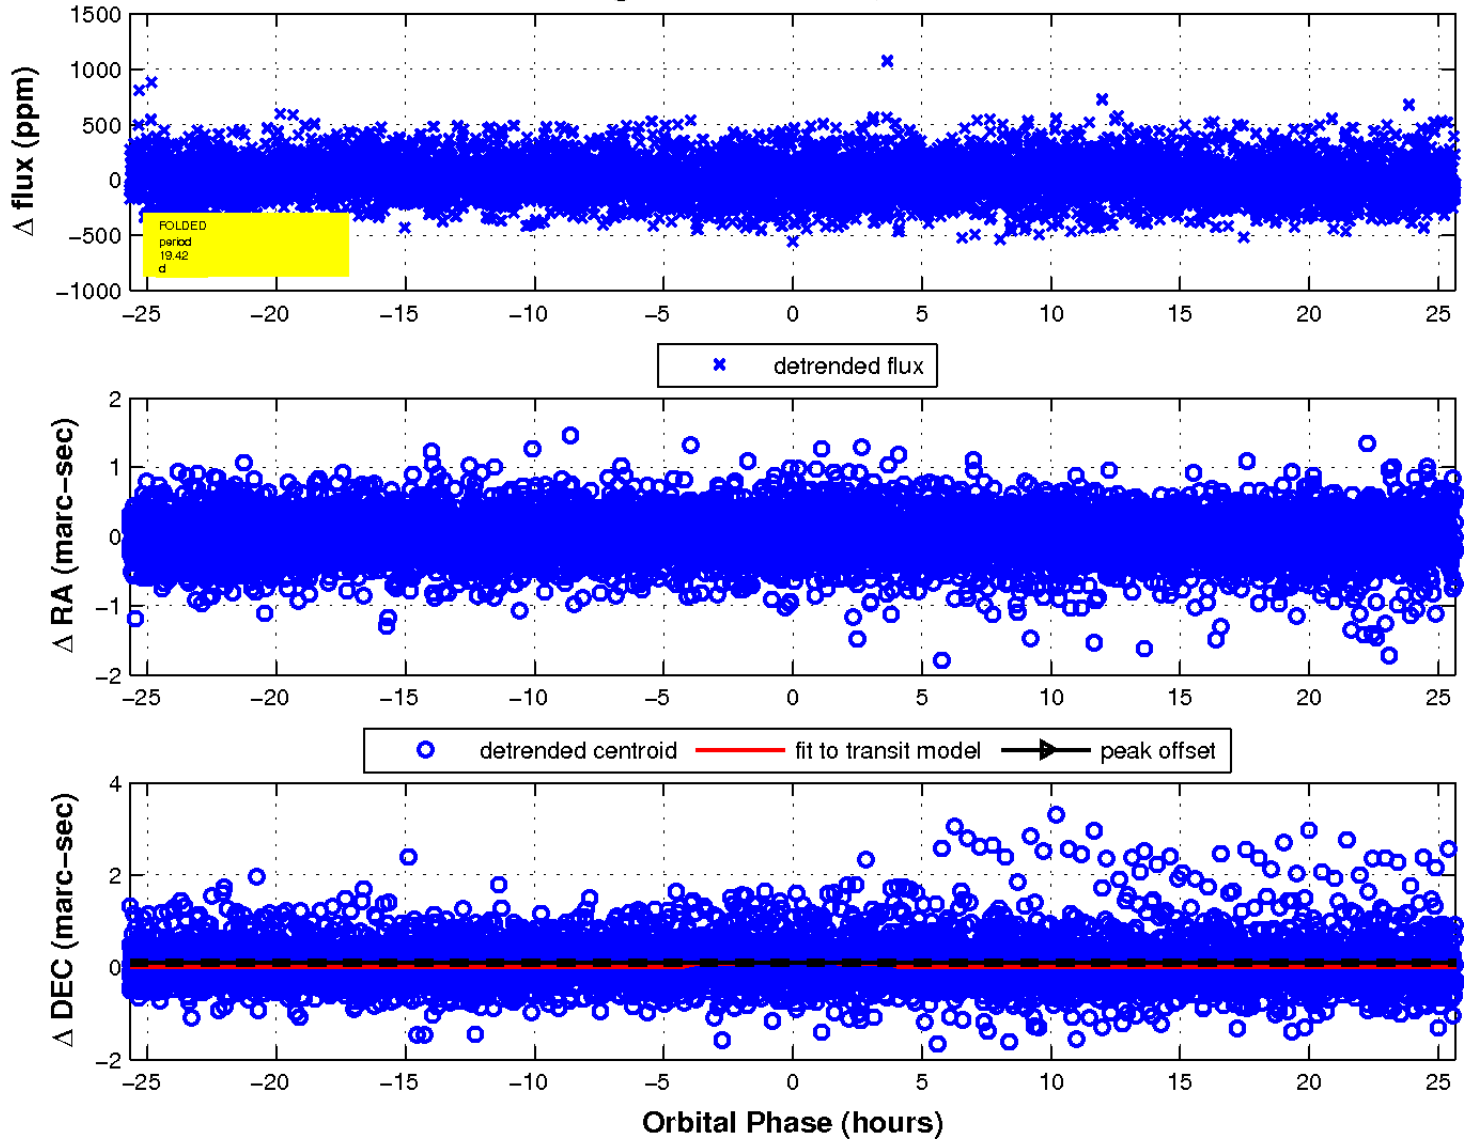 1500
1000
500
0
−500
−1000
Δ flux (ppm)
FOLDED
period
19.42
d
−25 −20 −15 −10 −5 0 5 10 15 20 25
detrended flux
2
1
0
−1
−2
Δ RA (marc−sec)
−25 −20 −15 −10 −5 0 5 10 15 20 25
detrended centroid fit to transit model peak offset
4
2
0
−2
Δ DEC (marc−sec)
−25 −20 −15 −10 −5 0 5 10 15 20 25
Orbital Phase (hours)